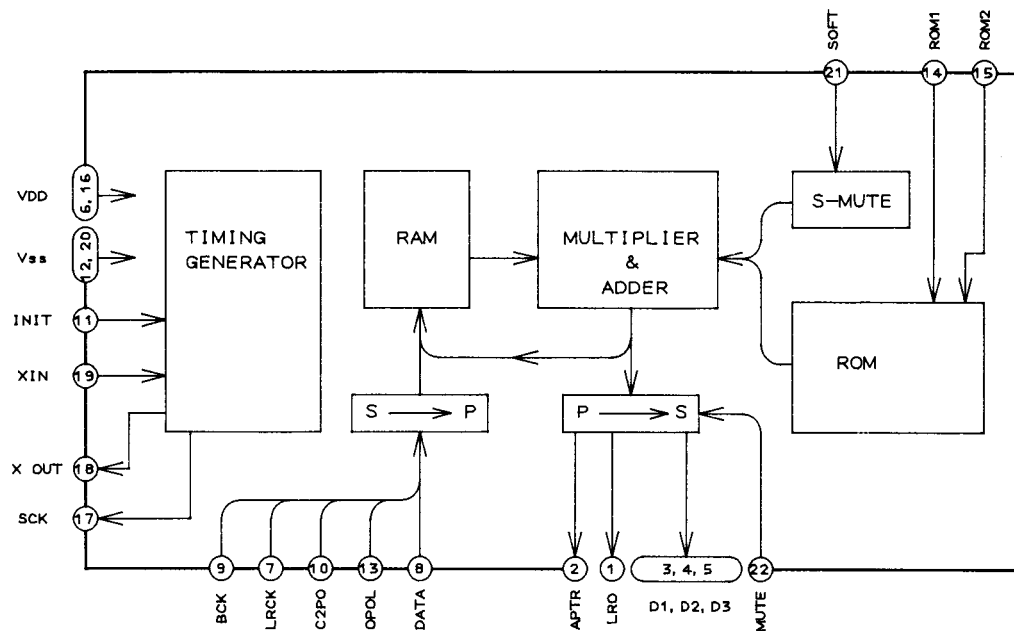 SOFT
ROM1
ROM2
21
14
15
VDD
6, 16
Vss
12, 20
INIT
11
XIN
19
X OUT
18
SCK
17
TIMING
GENERATOR
RAM
MULTIPLIER
&
ADDER
S-MUTE
ROM
S P
P S
9
7
10
13
8
2
1
3, 4, 5
22
BCK
LRCK
C2PO
OPOL
DATA
APTR
LRO
D1, D2, D3
MUTE